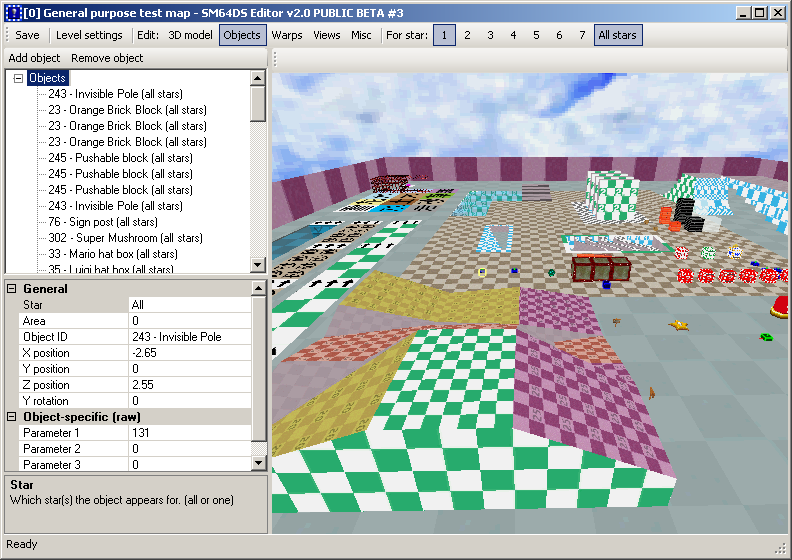 [0] General purpose test map - SM64DS Editor v2.0 PUBLIC BETA #3
Save Level settings Edit: 3D model Objects Warps Views Misc For star: 1 2 3 4 5 6 7 All stars
Add object Remove object
Objects
243 - Invisible Pole (all stars)
23 - Orange Brick Block (all stars)
23 - Orange Brick Block (all stars)
23 - Orange Brick Block (all stars)
245 - Pushable block (all stars)
245 - Pushable block (all stars)
245 - Pushable block (all stars)
243 - Invisible Pole (all stars)
76 - Sign post (all stars)
302 - Super Mushroom (all stars)
33 - Mario hat box (all stars)
35 - Luigi hat box (all stars)
General
Star All
Area 0
Object ID 243 - Invisible Pole
X position -2.65
Y position 0
Z position 2.55
Y rotation 0
Object-specific (raw)
Parameter 1 131
Parameter 2 0
Parameter 3 0
Star
Which star(s) the object appears for. (all or one)
Ready